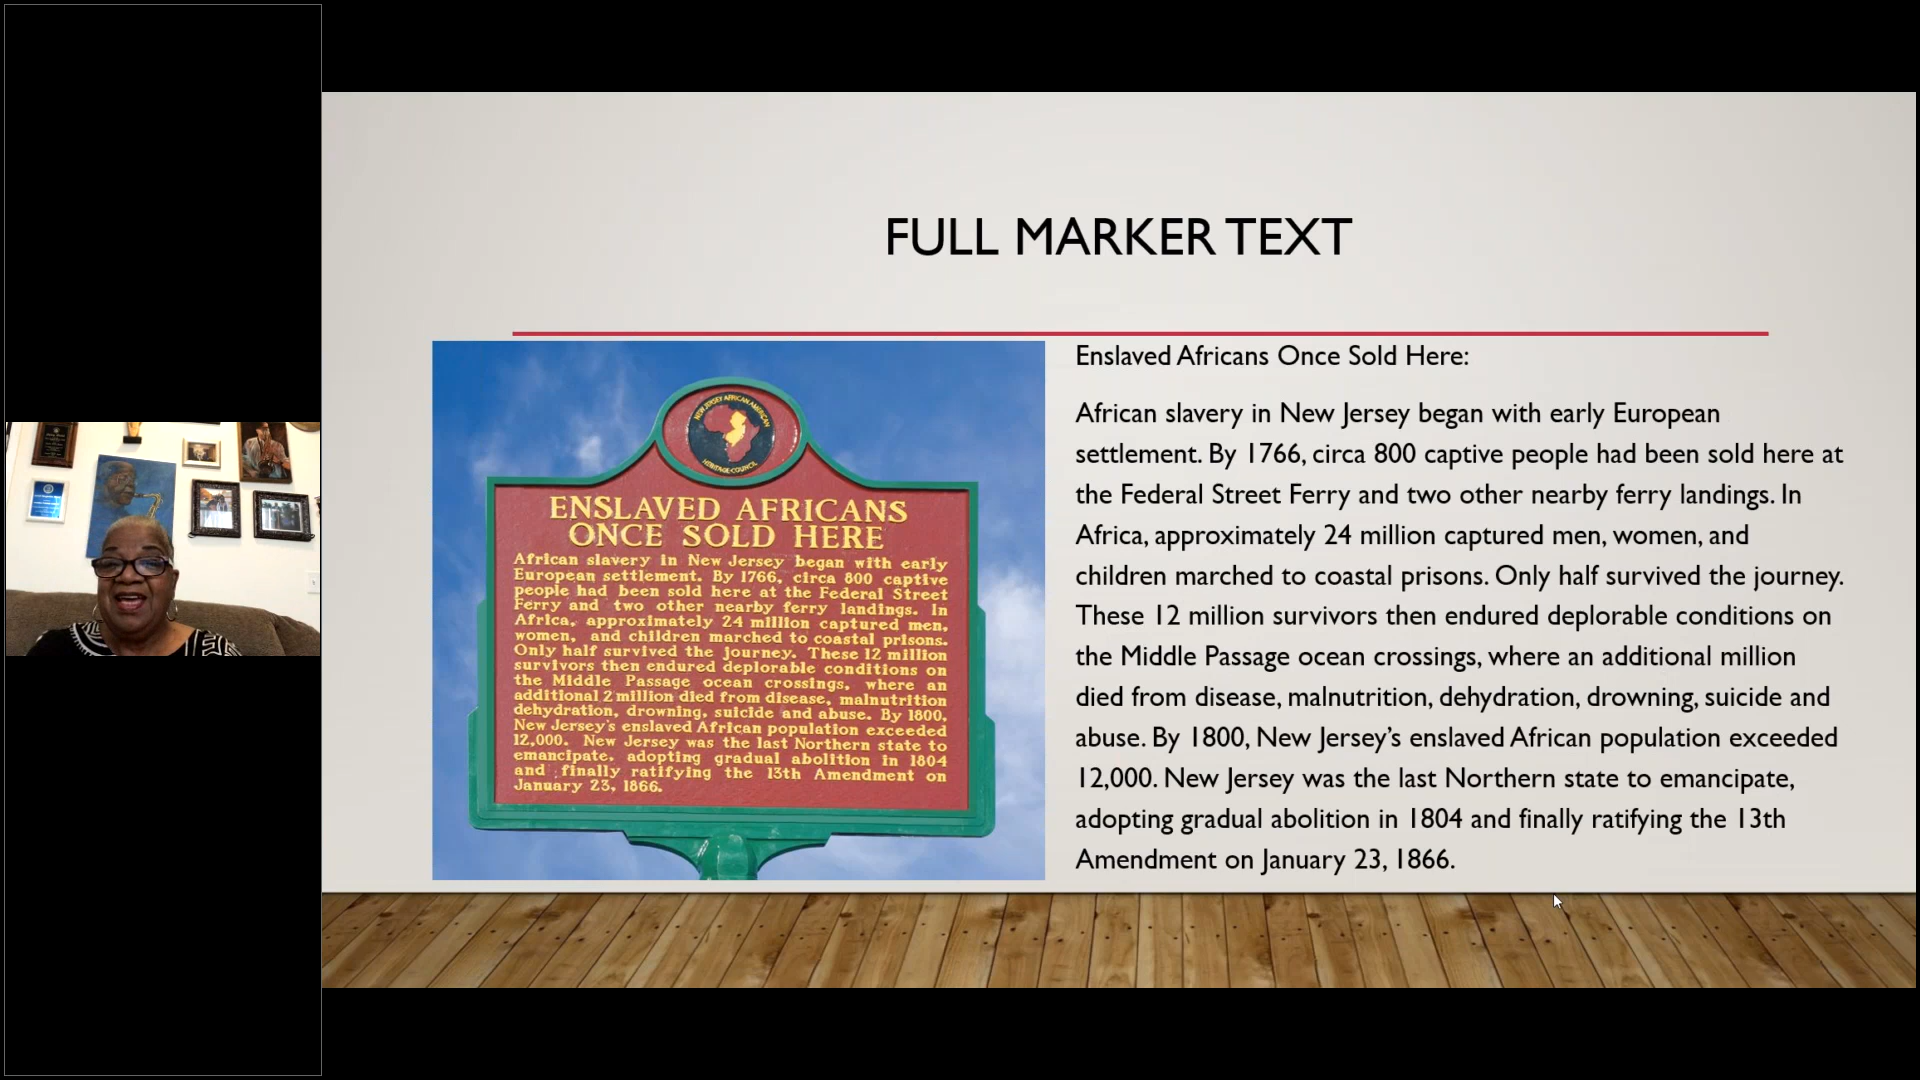 FULL MARKER TEXT
NEW JERSEY AFRICAN AMERICAN
HERITAGE COUNCIL
ENSLAVED AFRICANS
ONCE SOLD HERE
African slavery in New Jersey began with early
European settlement. By 1766, circa 800 captive
people had been sold here at the Federal Street
Ferry and two other nearby ferry landings. In
Africa, approximately 24 million captured men,
women, and children marched to coastal prisons.
Only half survived the journey. These 12 million
survivors then endured deplorable conditions on
the Middle Passage ocean crossings, where an
additional 2 million died from disease, malnutrition
dehydration, drowning, suicide and abuse. By 1800,
New Jersey's enslaved African population exceeded
12,000. New Jersey was the last Northern state to
emancipate, adopting gradual abolition in 1804
and finally ratifying the 13th Amendment on
January 23, 1866.
Enslaved Africans Once Sold Here:
African slavery in New Jersey began with early European
settlement. By 1766, circa 800 captive people had been sold here at
the Federal Street Ferry and two other nearby ferry landings. In
Africa, approximately 24 million captured men, women, and
children marched to coastal prisons. Only half survived the journey.
These 12 million survivors then endured deplorable conditions on
the Middle Passage ocean crossings, where an additional million
died from disease, malnutrition, dehydration, drowning, suicide and
abuse. By 1800, New Jersey’s enslaved African population exceeded
12,000. New Jersey was the last Northern state to emancipate,
adopting gradual abolition in 1804 and finally ratifying the 13th
Amendment on January 23, 1866.